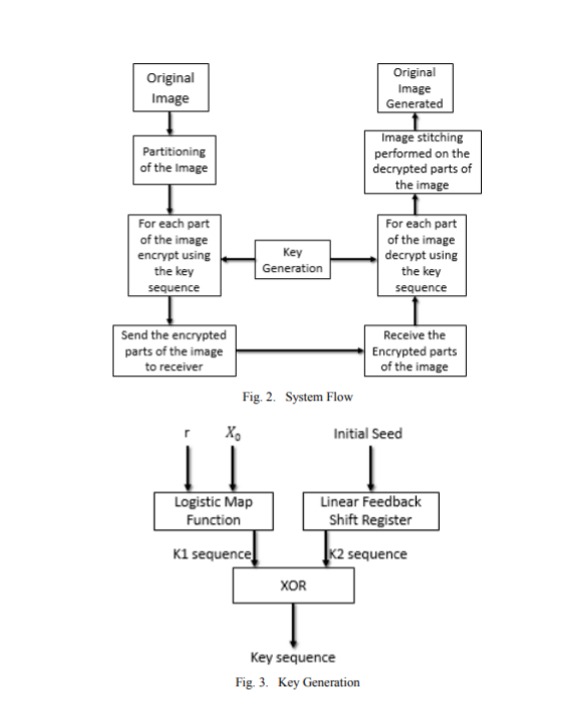 Original
Image
Partitioning
of the Image
For each part
of the image
encrypt using
the key
sequence
Send the encrypted
parts of the image
to receiver
Key
Generation
Original
Image
Generated
Image stitching
performed on the
decrypted parts of
the image
For each part
of the image
decrypt using
the key
sequence
Receive the
Encrypted parts
of the image
Fig. 2. System Flow
r
X₀
Initial Seed
Logistic Map
Function
Linear Feedback
Shift Register
K1 sequence
K2 sequence
XOR
Key sequence
Fig. 3. Key Generation